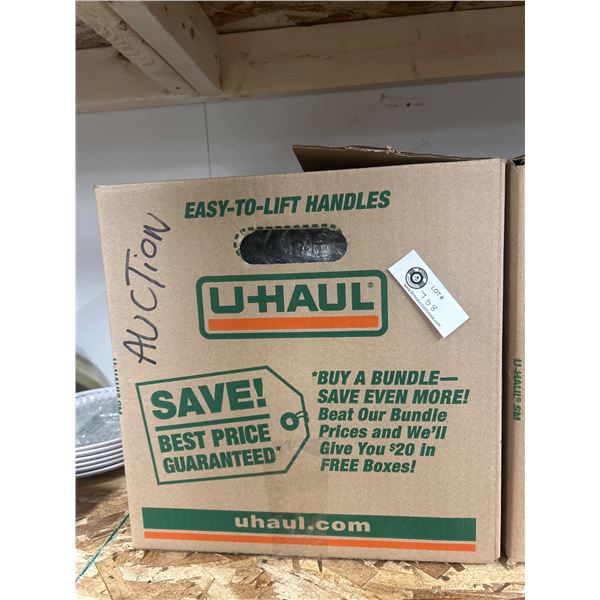 EASY-TO-LIFT HANDLES
AUCTION
U-HAUL®
LOT #
758
SAVE!
BEST PRICE
GUARANTEED*
*BUY A BUNDLE—
SAVE EVEN MORE!
Beat Our Bundle
Prices and We'll
Give You $20 in
FREE Boxes!
uhaul.com
U-HAUL® SM